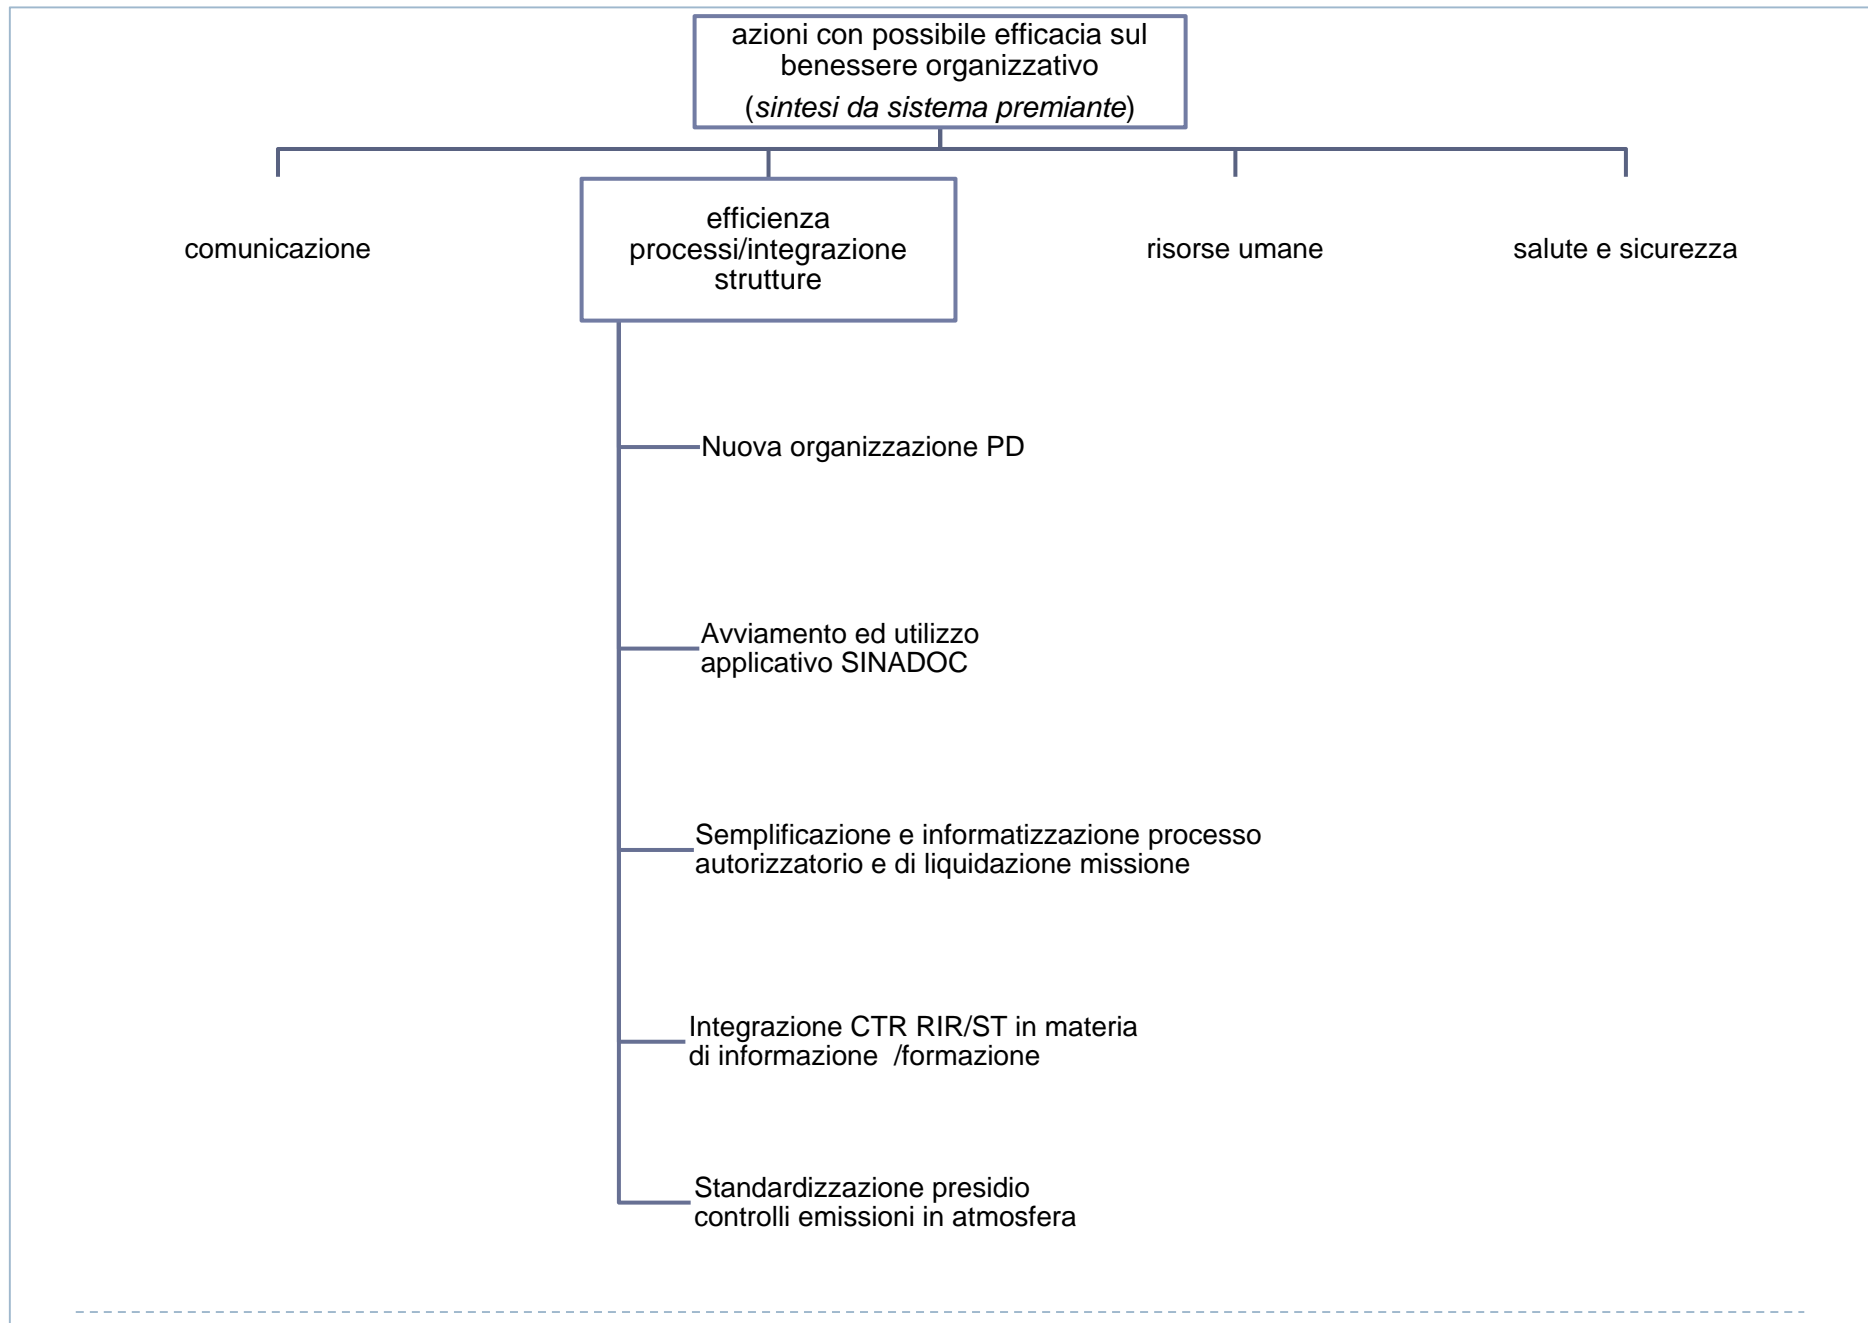 azioni con possibile efficacia sul
benessere organizzativo
(sintesi da sistema premiante)
comunicazione
efficienza
processi/integrazione
strutture
risorse umane
salute e sicurezza
Nuova organizzazione PD
Avviamento ed utilizzo
applicativo SINADOC
Semplificazione e informatizzazione processo
autorizzatorio e di liquidazione missione
Integrazione CTR RIR/ST in materia
di informazione  /formazione
Standardizzazione presidio
controlli emissioni in atmosfera